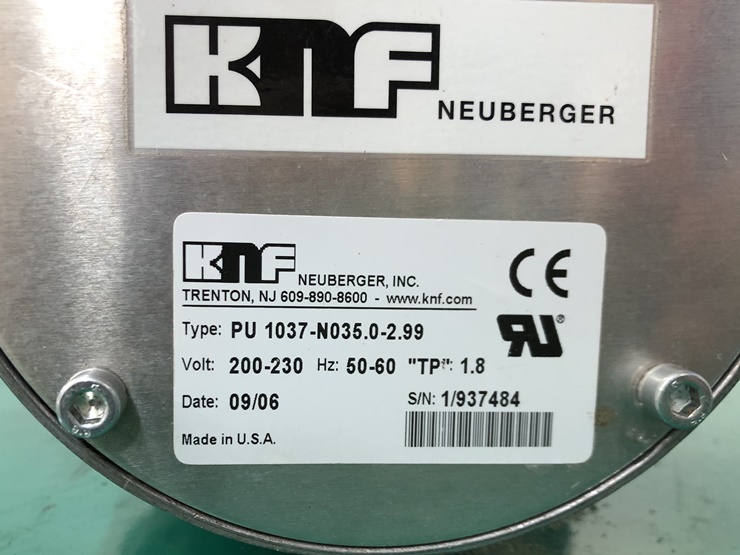 KNF NEUBERGER
KNF NEUBERGER, INC.
TRENTON, NJ 609-890-8600 - www.knf.com
Type: PU 1037-N035.0-2.99
Volt: 200-230 Hz: 50-60 "TP": 1.8
Date: 09/06 S/N: 1/937484
Made in U.S.A.
CE
RU®